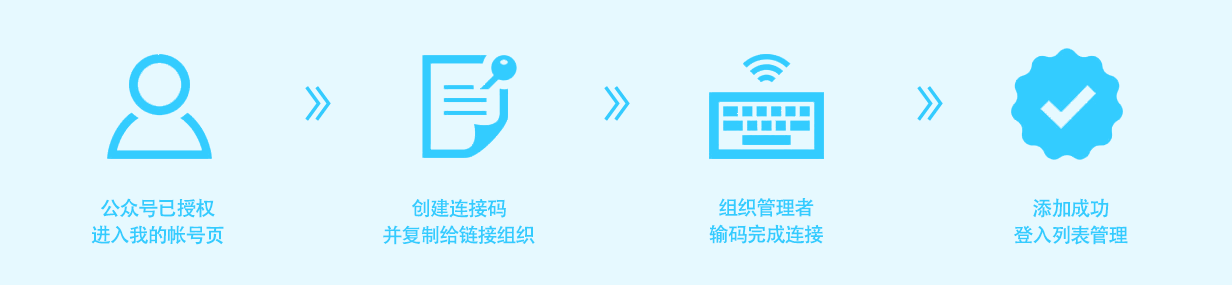 公众号已授权
进入我的帐号页
创建连接码
并复制给链接组织
组织管理者
输码完成连接
添加成功
登入列表管理